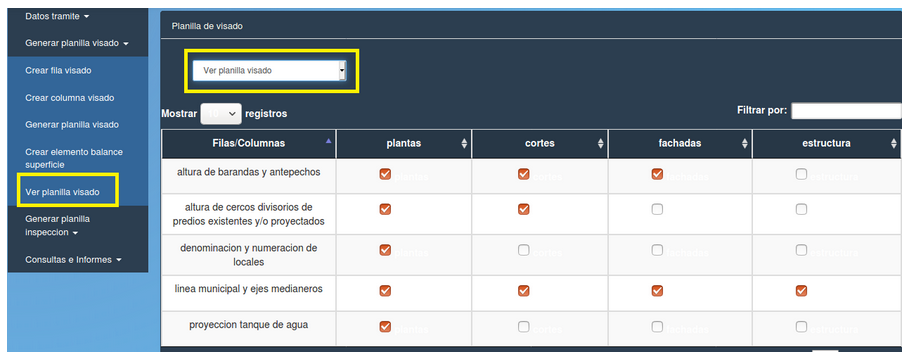 Datos tramite
Generar planilla visado
Crear fila visado
Crear columna visado
Generar planilla visado
Crear elemento balance
superficie
Ver planilla visado
Generar planilla
inspeccion
Consultas e Informes
Planilla de visado
Ver planilla visado
Mostrar registros
Filtrar por:
Filas/Columnas plantas cortes fachadas estructura
altura de barandas y antepechos
altura de cercos divisorios de
predios existentes y/o proyectados
denominacion y numeracion de
locales
linea municipal y ejes medianeros
proyeccion tanque de agua